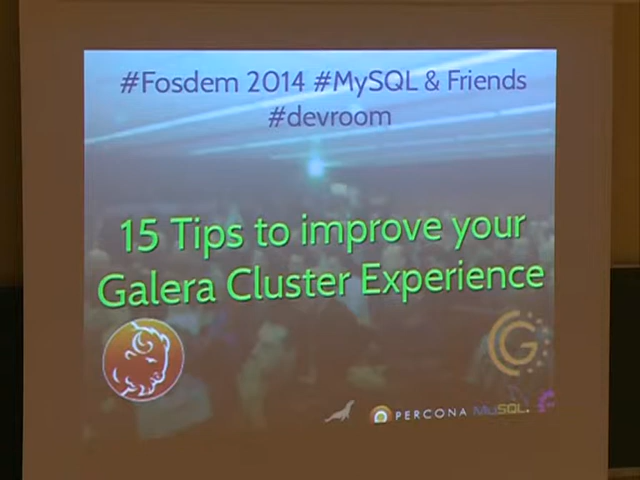 #Fosdem 2014 #MySQL & Friends
#devroom
15 Tips to improve your
Galera Cluster Experience
PERCONA MySQL